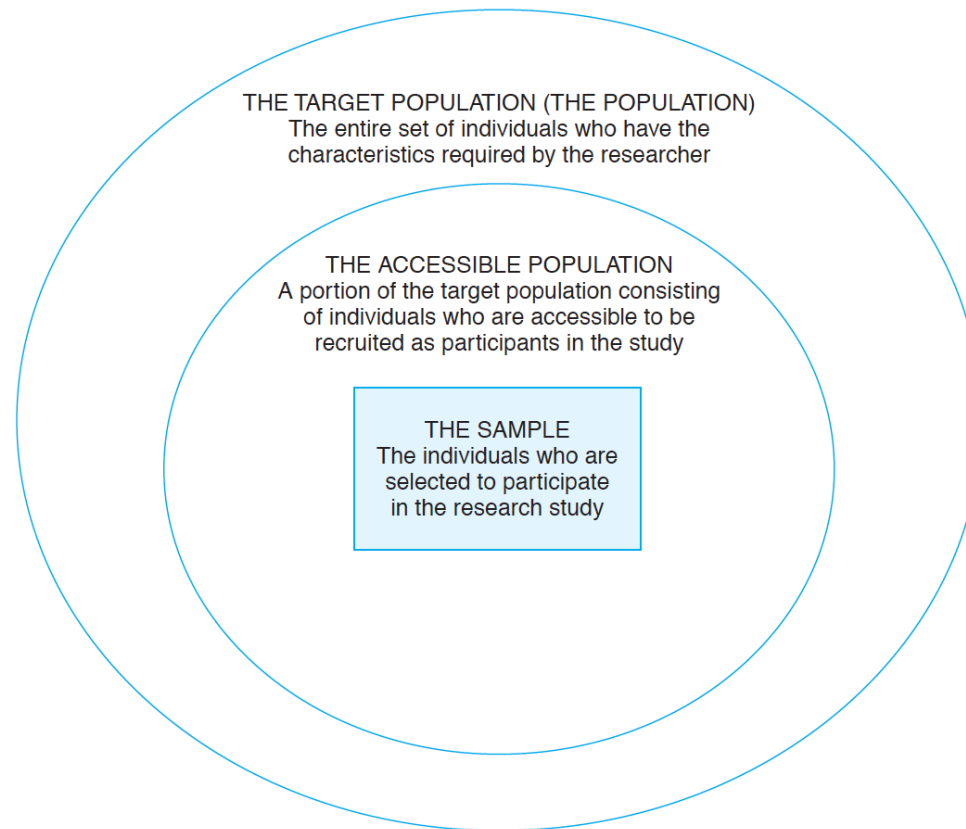 THE TARGET POPULATION (THE POPULATION)
The entire set of individuals who have the
characteristics required by the researcher
THE ACCESSIBLE POPULATION
A portion of the target population consisting
of individuals who are accessible to be
recruited as participants in the study
THE SAMPLE
The individuals who are
selected to participate
in the research study